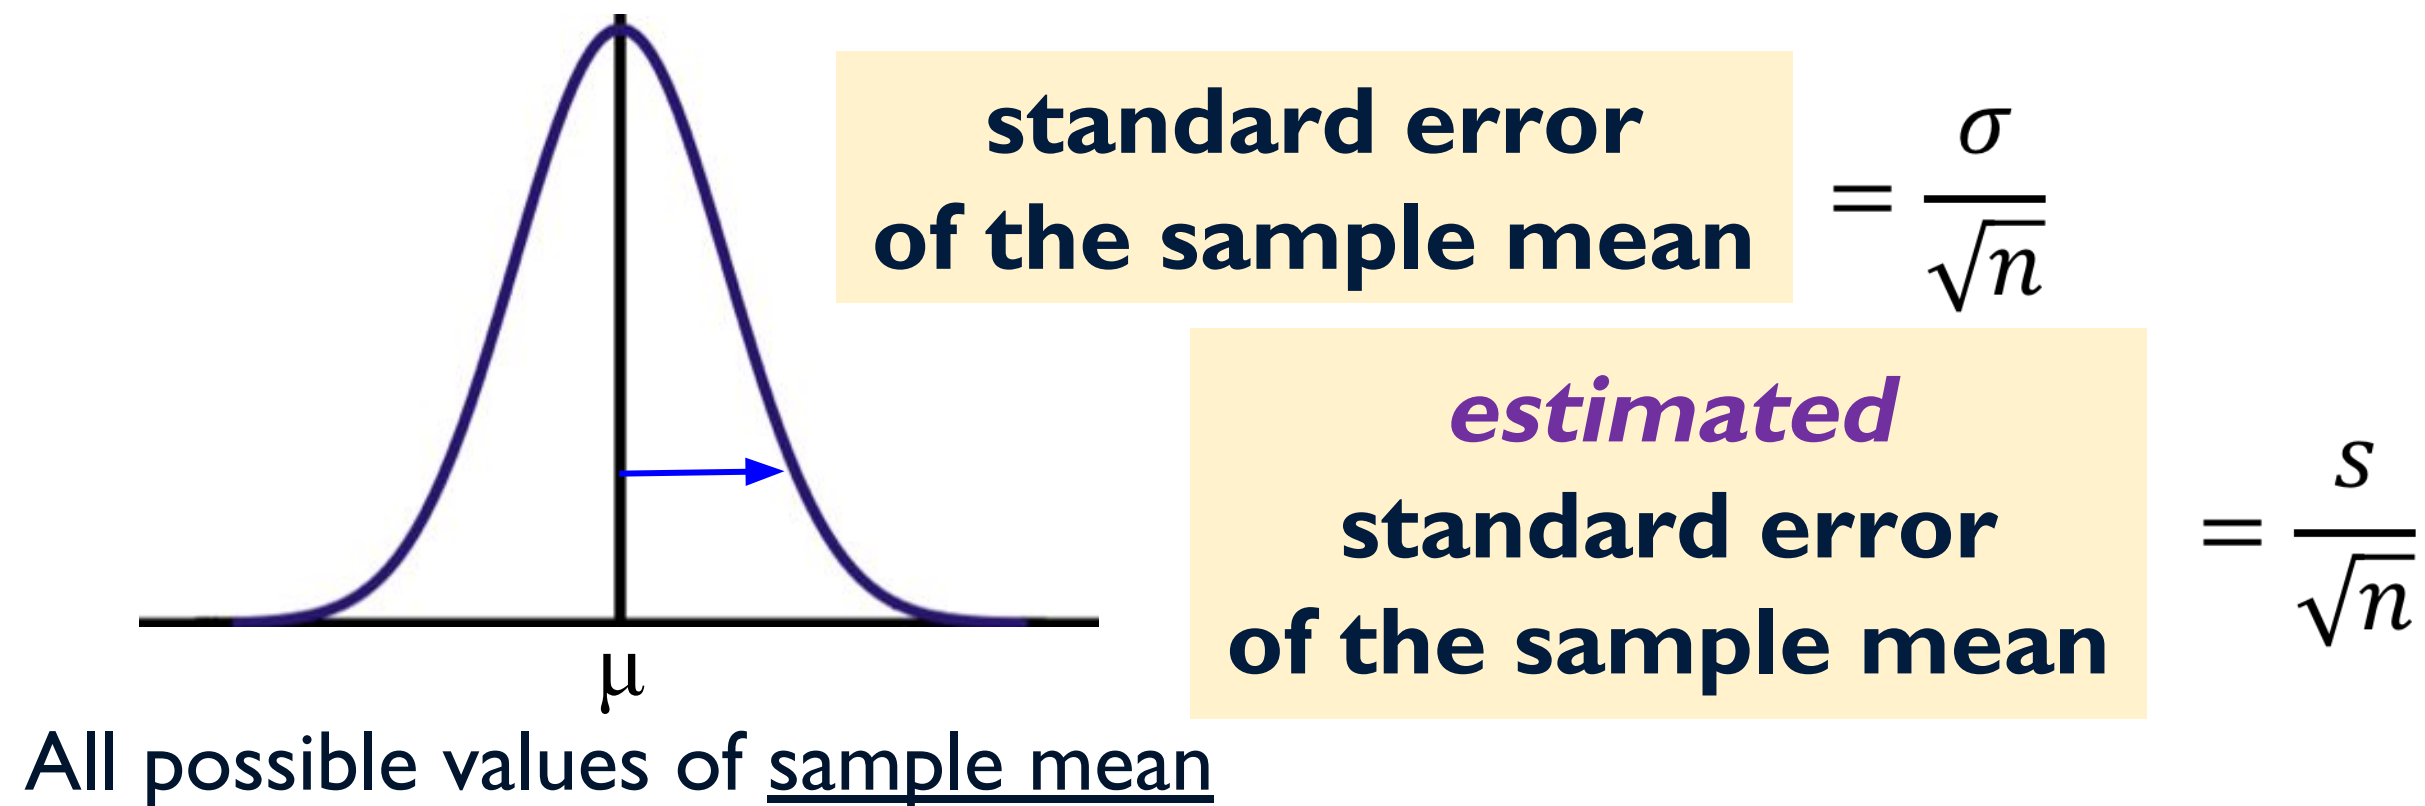 standard error
of the sample mean
= σ/√n
estimated
standard error
of the sample mean
= s/√n
μ
All possible values of sample mean